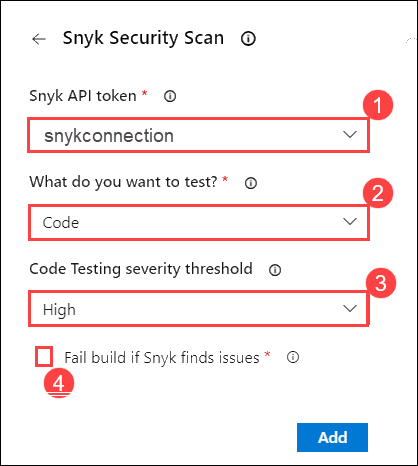 ← Snyk Security Scan
Snyk API token *
1
snykconnection
What do you want to test? *
2
Code
Code Testing severity threshold
3
High
Fail build if Snyk finds issues *
4
Add